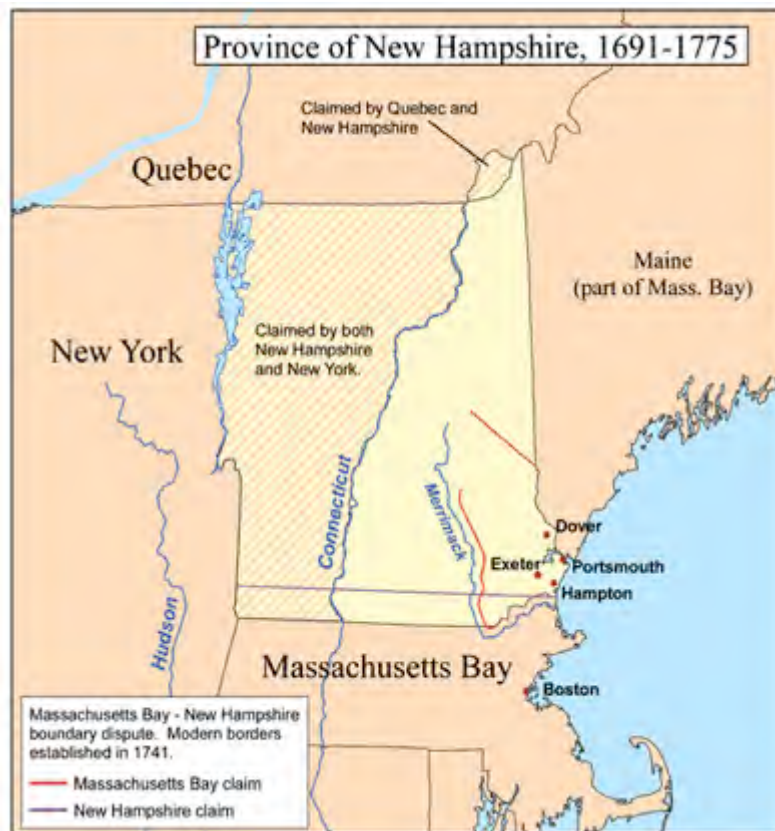 Province of New Hampshire, 1691-1775
Claimed by Quebec and
New Hampshire
Quebec
Maine
(part of Mass. Bay)
Claimed by both
New Hampshire
and New York.
New York
Connecticut
Merrimack
Dover
Exeter
Portsmouth
Hampton
Hudson
Massachusetts Bay
Boston
Massachusetts Bay - New Hampshire
boundary dispute. Modern borders
established in 1741.
Massachusetts Bay claim
New Hampshire claim